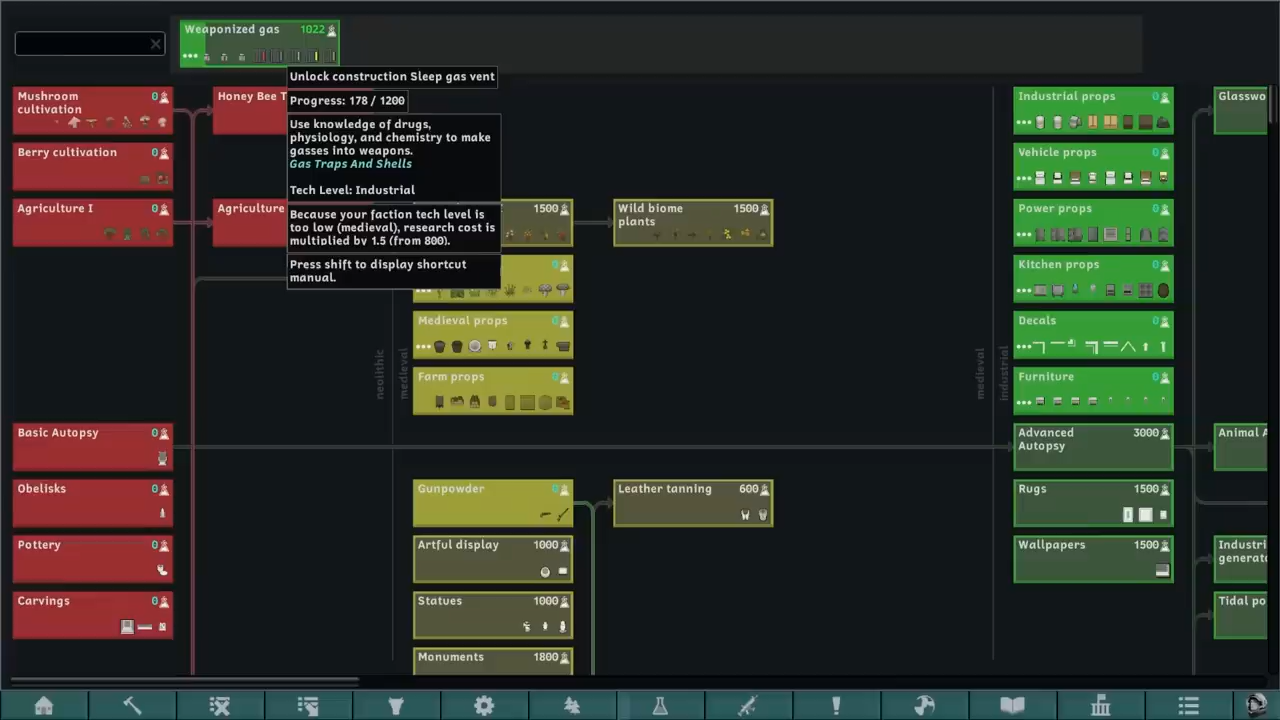 Weaponized gas 1022
Unlock construction Sleep gas vent
Progress: 178 / 1200
Use knowledge of drugs,
physiology, and chemistry to make
gasses into weapons.
Gas Traps And Shells
Tech Level: Industrial
Because your faction tech level is
too low (medieval), research cost is
multiplied by 1.5 (from 800).
Press shift to display shortcut
manual.
Mushroom
cultivation 0
Honey Bee T
Berry cultivation 0
Agriculture I 0
Agriculture
1500
Wild biome
plants 1500
0
Medieval props 0
Farm props 0
neolithic
medieval
Basic Autopsy 0
Obelisks 0
Pottery 0
Carvings 0
Gunpowder 0
Leather tanning 600
Artful display 1000
Statues 1000
Monuments 1800
medieval
industrial
Industrial props 0
Vehicle props 0
Power props 0
Kitchen props 0
Decals 0
Furniture 0
Advanced
Autopsy 3000
Rugs 1500
Wallpapers 1500
Glasswo
Animal A
Industri
generato
Tidal po